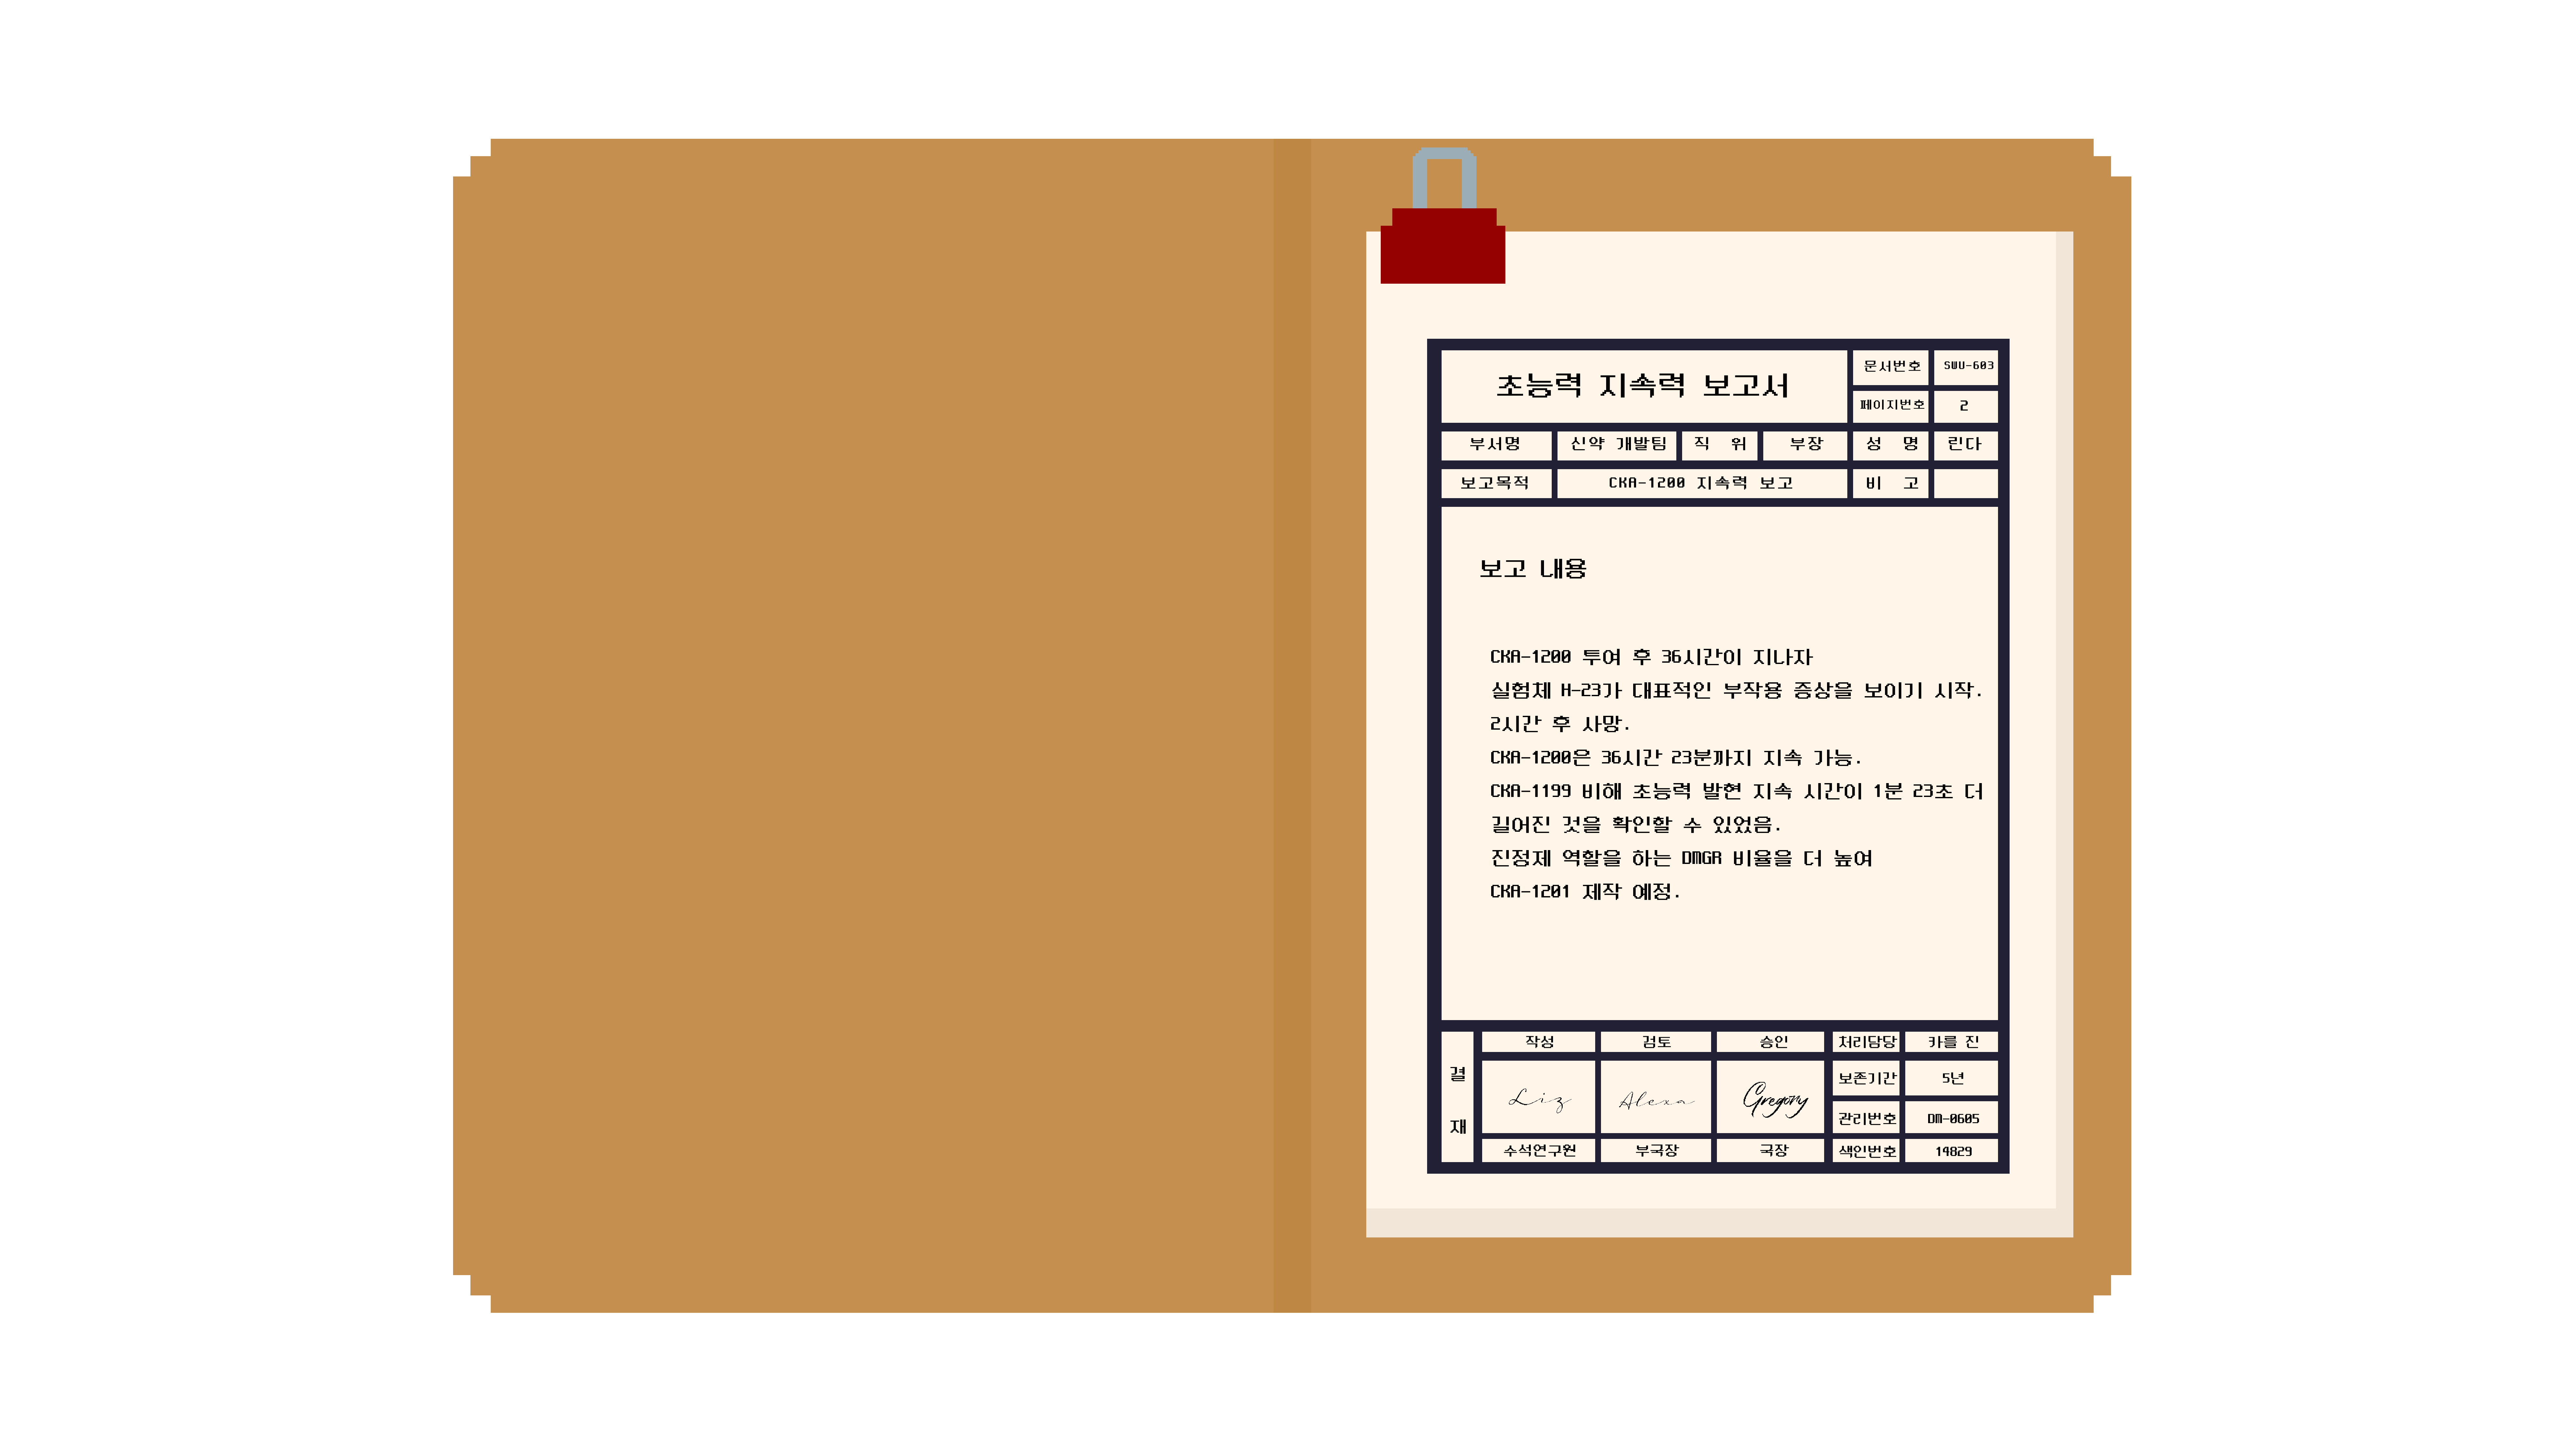 초능력 지속력 보고서
문서번호 SWU-603
페이지번호 2
부서명 신약 개발팀 직 위 부장 성 명 린다
보고목적 CKA-1200 지속력 보고 비 고
보고 내용
CKA-1200 투여 후 36시간이 지나자
실험체 H-23가 대표적인 부작용 증상을 보이기 시작.
2시간 후 사망.
CKA-1200은 36시간 23분까지 지속 가능.
CKA-1199 비해 초능력 발현 지속 시간이 1분 23초 더
길어진 것을 확인할 수 있었음.
진정제 역할을 하는 DMGR 비율을 더 높여
CKA-1201 제작 예정.
결 재
작성 검토 승인 처리담당 카를 진
Liz Alexa Gregory
보존기간 5년
관리번호 DM-0605
수석연구원 부국장 국장 색인번호 14829